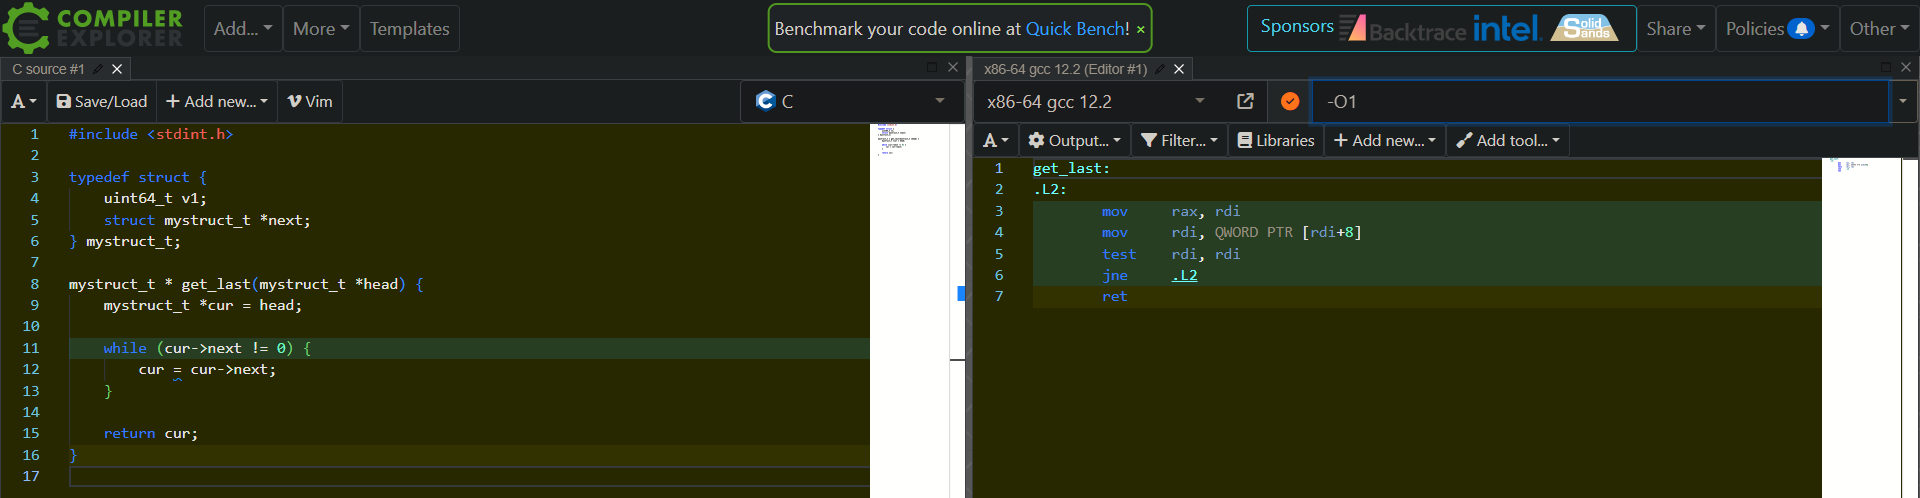 COMPILER
EXPLORER
Add...
More
Templates
Benchmark your code online at Quick Bench! ×
Sponsors
Backtrace
intel.
Solid
Sands
Share
Policies
Other
C source #1
A
Save/Load
+ Add new...
Vim
C
1 #include <stdint.h>
2
3 typedef struct {
4     uint64_t v1;
5     struct mystruct_t *next;
6 } mystruct_t;
7
8 mystruct_t * get_last(mystruct_t *head) {
9     mystruct_t *cur = head;
10
11     while (cur->next != 0) {
12         cur = cur->next;
13     }
14
15     return cur;
16 }
17
x86-64 gcc 12.2 (Editor #1)
x86-64 gcc 12.2
-O1
A
Output...
Filter...
Libraries
+ Add new...
Add tool...
1 get_last:
2 .L2:
3         mov     rax, rdi
4         mov     rdi, QWORD PTR [rdi+8]
5         test    rdi, rdi
6         jne     .L2
7         ret